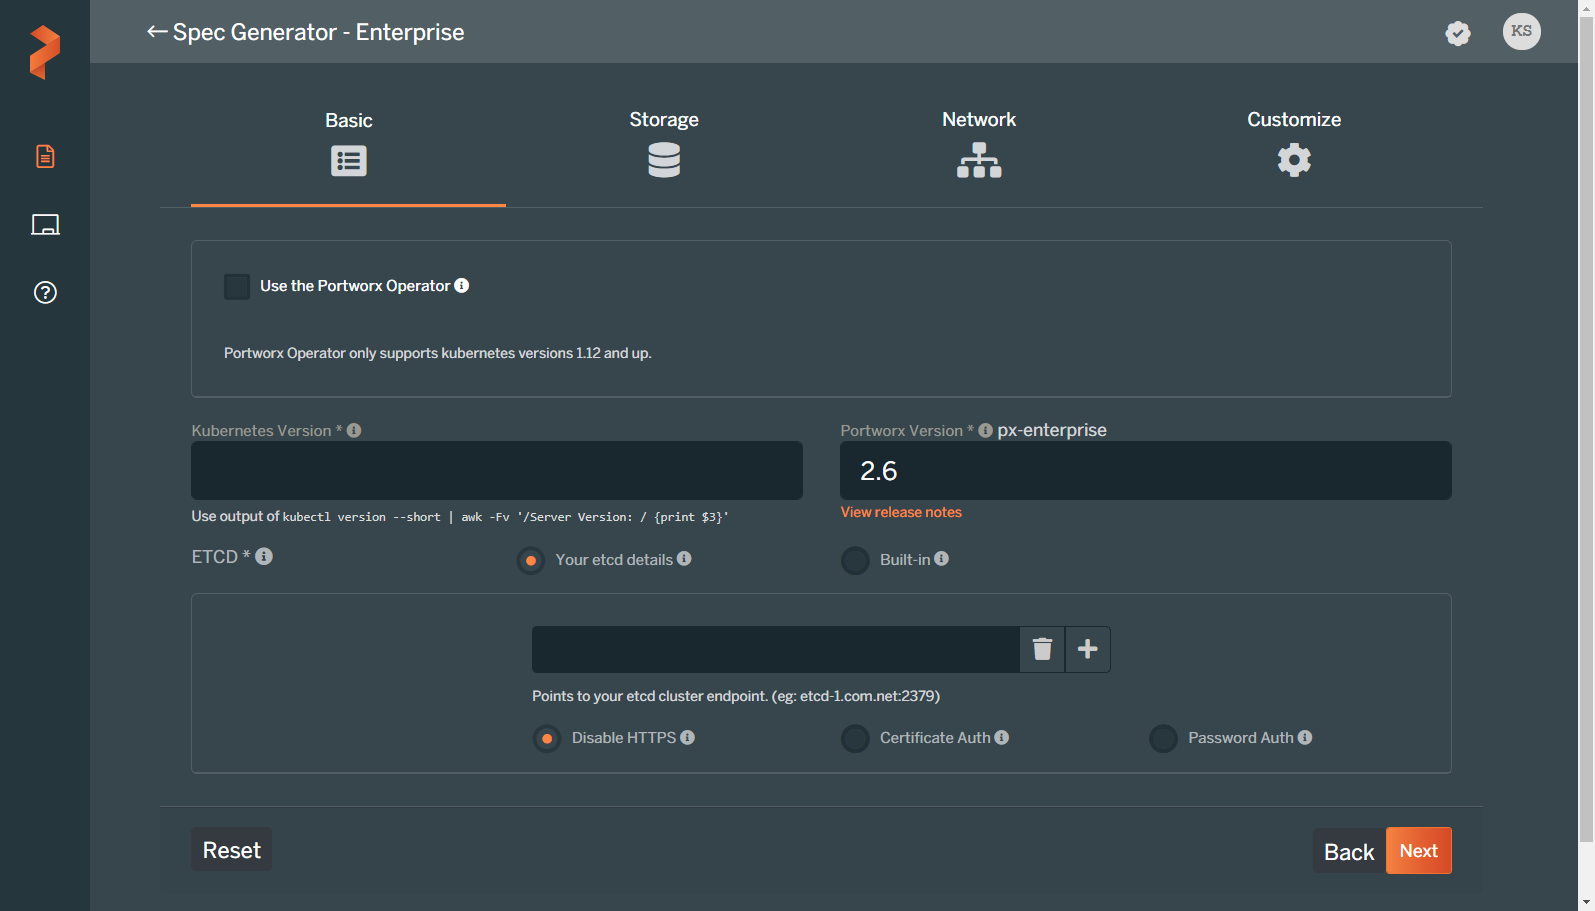 Spec Generator - Enterprise
KS
Basic
Storage
Network
Customize
Use the Portworx Operator
Portworx Operator only supports kubernetes versions 1.12 and up.
Kubernetes Version *
Portworx Version * px-enterprise
2.6
Use output of kubectl version --short | awk -Fv '/Server Version: / {print $3}'
View release notes
ETCD *
Your etcd details
Built-in
Points to your etcd cluster endpoint. (eg: etcd-1.com.net:2379)
Disable HTTPS
Certificate Auth
Password Auth
Reset
Back
Next